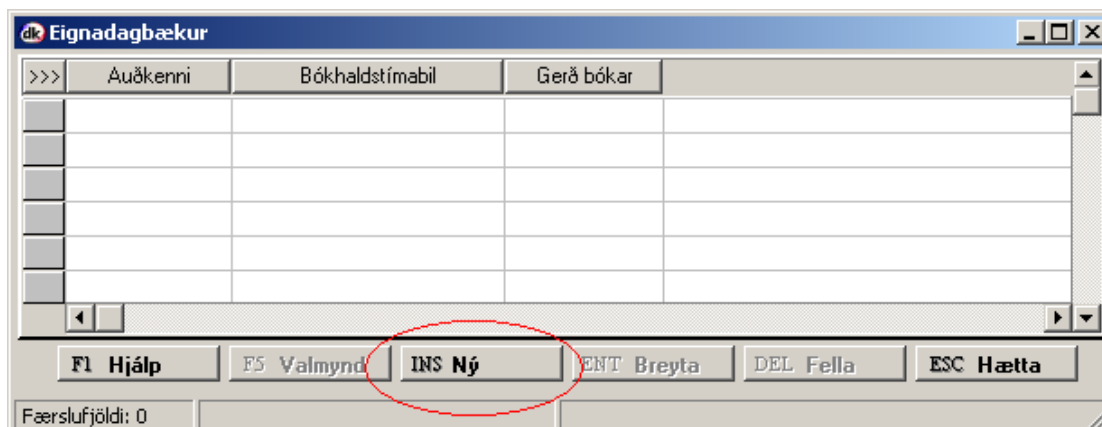 dk Eignadagbækur
>>> Auðkenni Bókhaldstímabil Gerð bókar
F1 Hjálp F5 Valmynd INS Ný ENT Breyta DEL Fella ESC Hætta
Færslufjöldi: 0